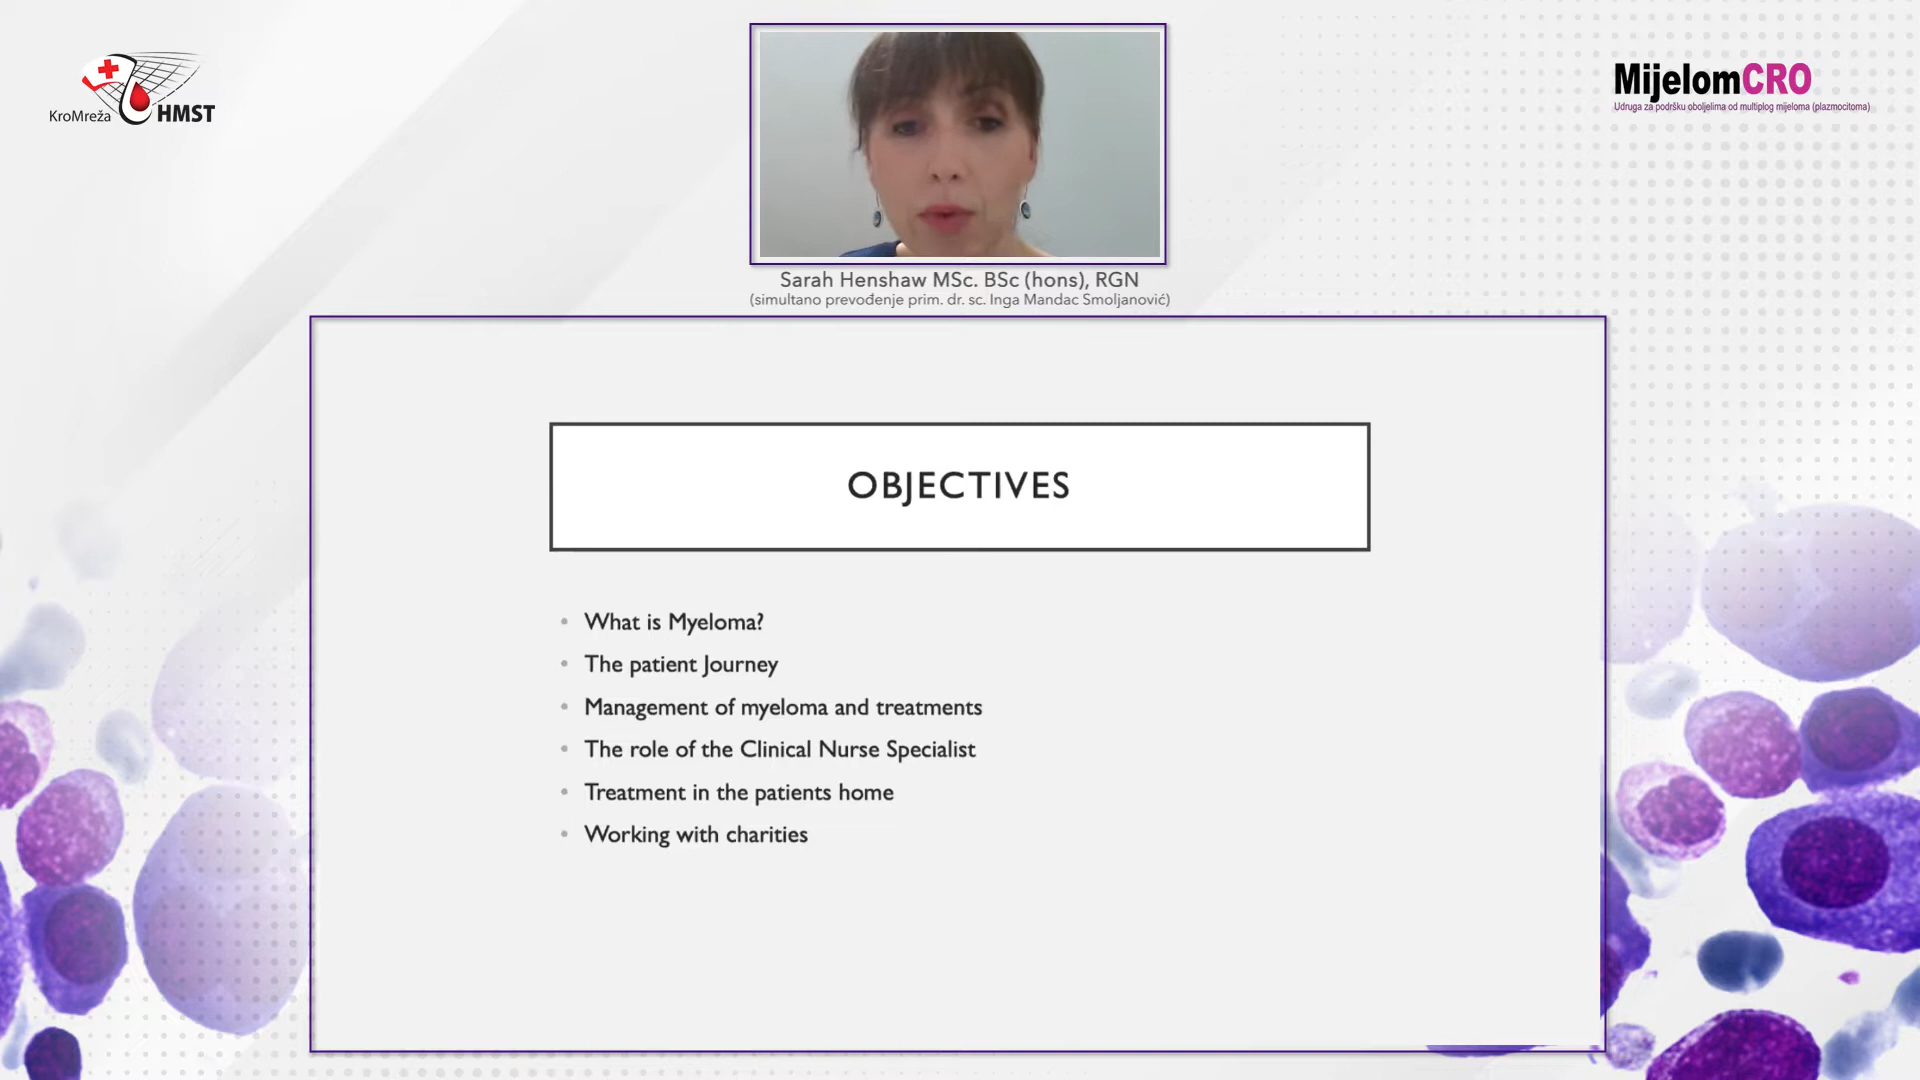 KroMreža HMST
MijelomCRO
Udruga za podršku oboljelima od multiplog mijeloma (plazmocitoma)
Sarah Henshaw MSc. BSc (hons), RGN
(simultano prevođenje prim. dr. sc. Inga Mandac Smoljanović)
OBJECTIVES
• What is Myeloma?
• The patient Journey
• Management of myeloma and treatments
• The role of the Clinical Nurse Specialist
• Treatment in the patients home
• Working with charities